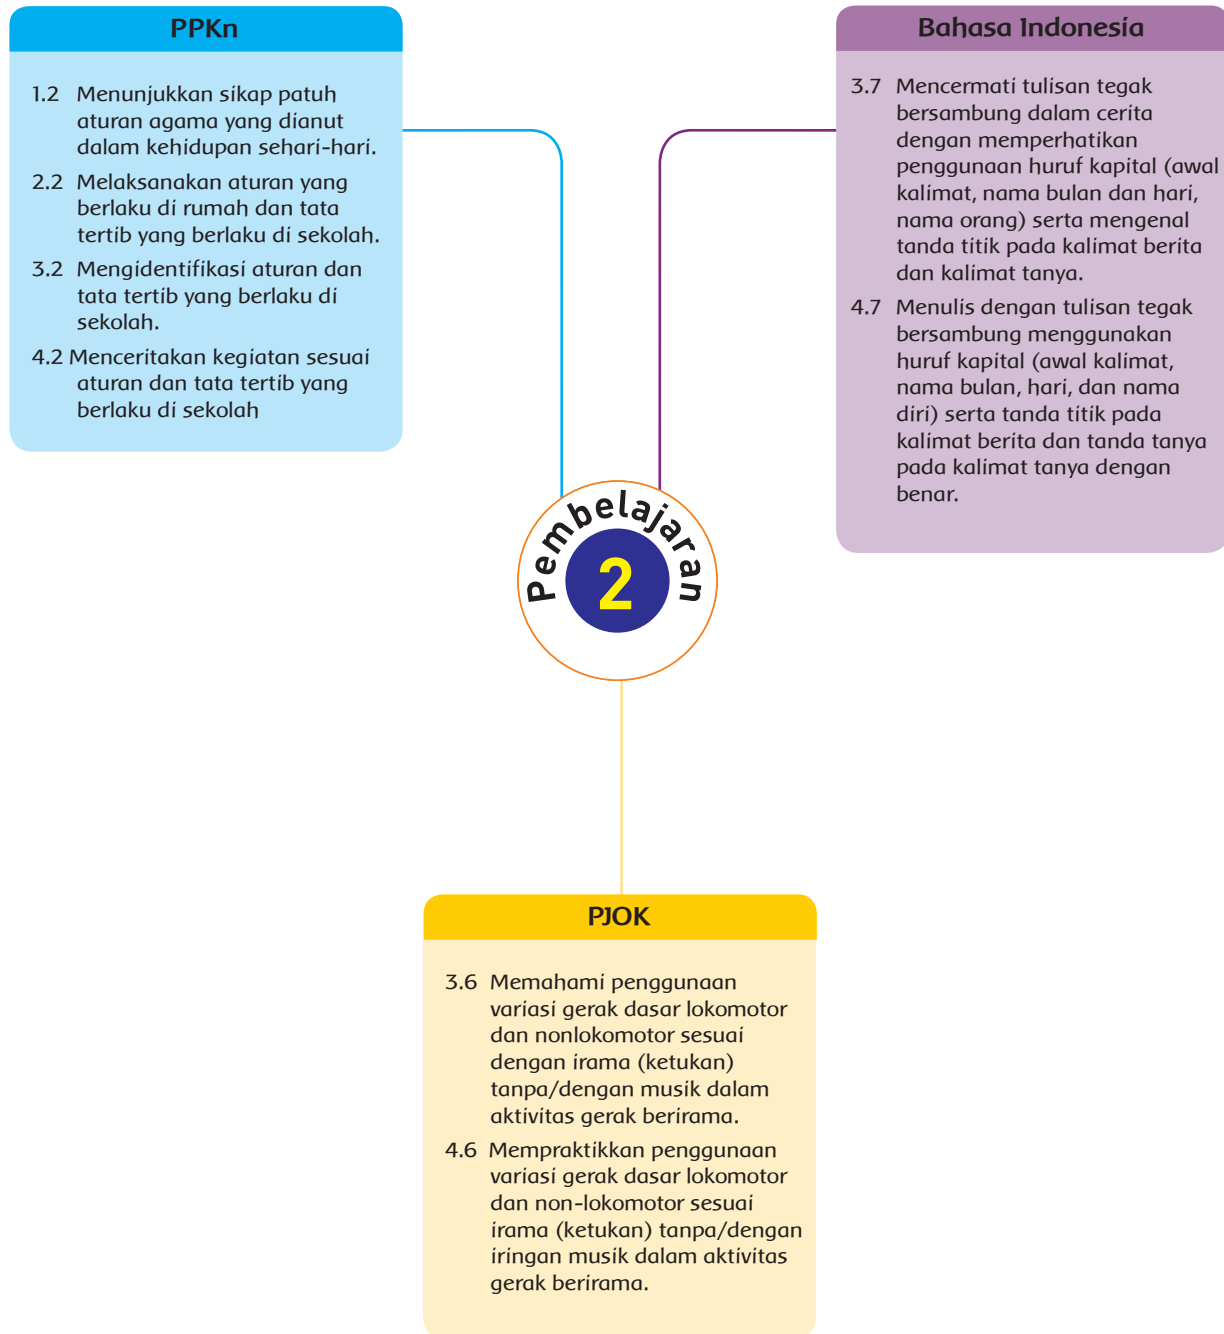 PPKn
1.2 Menunjukkan sikap patuh
aturan agama yang dianut
dalam kehidupan sehari-hari.
2.2 Melaksanakan aturan yang
berlaku di rumah dan tata
tertib yang berlaku di sekolah.
3.2 Mengidentifikasi aturan dan
tata tertib yang berlaku di
sekolah.
4.2 Menceritakan kegiatan sesuai
aturan dan tata tertib yang
berlaku di sekolah
Bahasa Indonesia
3.7 Mencermati tulisan tegak
bersambung dalam cerita
dengan memperhatikan
penggunaan huruf kapital (awal
kalimat, nama bulan dan hari,
nama orang) serta mengenal
tanda titik pada kalimat berita
dan kalimat tanya.
4.7 Menulis dengan tulisan tegak
bersambung menggunakan
huruf kapital (awal kalimat,
nama bulan, hari, dan nama
diri) serta tanda titik pada
kalimat berita dan tanda tanya
pada kalimat tanya dengan
benar.
Pembelajaran
2
PJOK
3.6 Memahami penggunaan
variasi gerak dasar lokomotor
dan nonlokomotor sesuai
dengan irama (ketukan)
tanpa/dengan musik dalam
aktivitas gerak berirama.
4.6 Mempraktikkan penggunaan
variasi gerak dasar lokomotor
dan non-lokomotor sesuai
irama (ketukan) tanpa/dengan
iringan musik dalam aktivitas
gerak berirama.